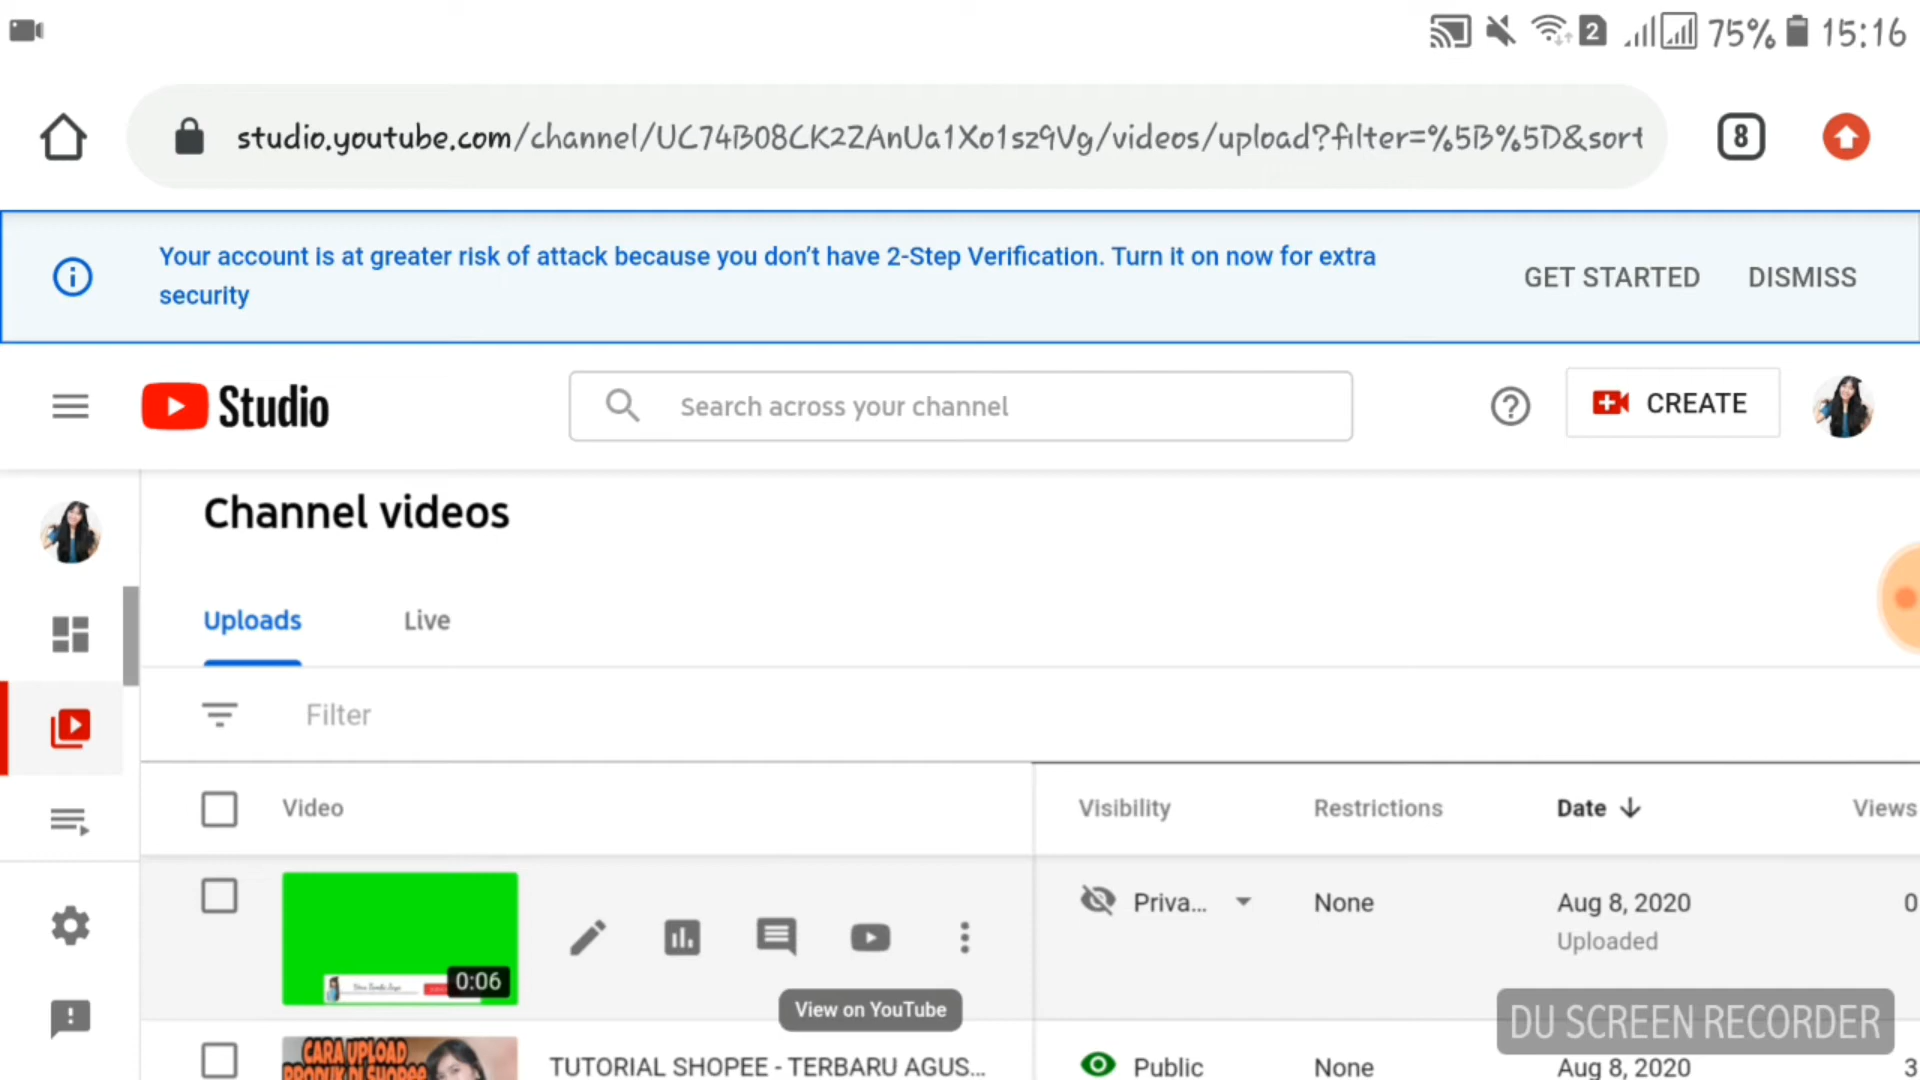 2 75% 15:16
studio.youtube.com/channel/UC74B08CK2ZAnUa1Xo1sz9Vg/videos/upload?filter=%5B%5D&sort
8
Your account is at greater risk of attack because you don't have 2-Step Verification. Turn it on now for extra
security
GET STARTED DISMISS
Studio
Search across your channel
CREATE
Channel videos
Uploads Live
Filter
Video Visibility Restrictions Date Views
Priva... None Aug 8, 2020 0
Uploaded
0:06
View on YouTube
DU SCREEN RECORDER
CARA UPLOAD
PRODUK DI SHOPEE
TUTORIAL SHOPEE - TERBARU AGUS... Public None Aug 8, 2020 3